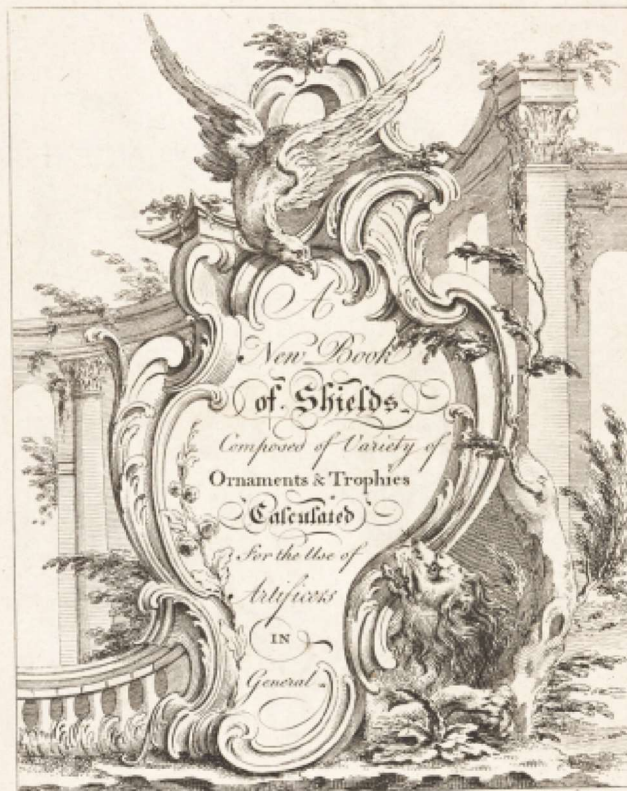 A
New Book
of Shields
Composed of Variety of
Ornaments & Trophies
Calculated
For the Use of
Artificers
IN
General